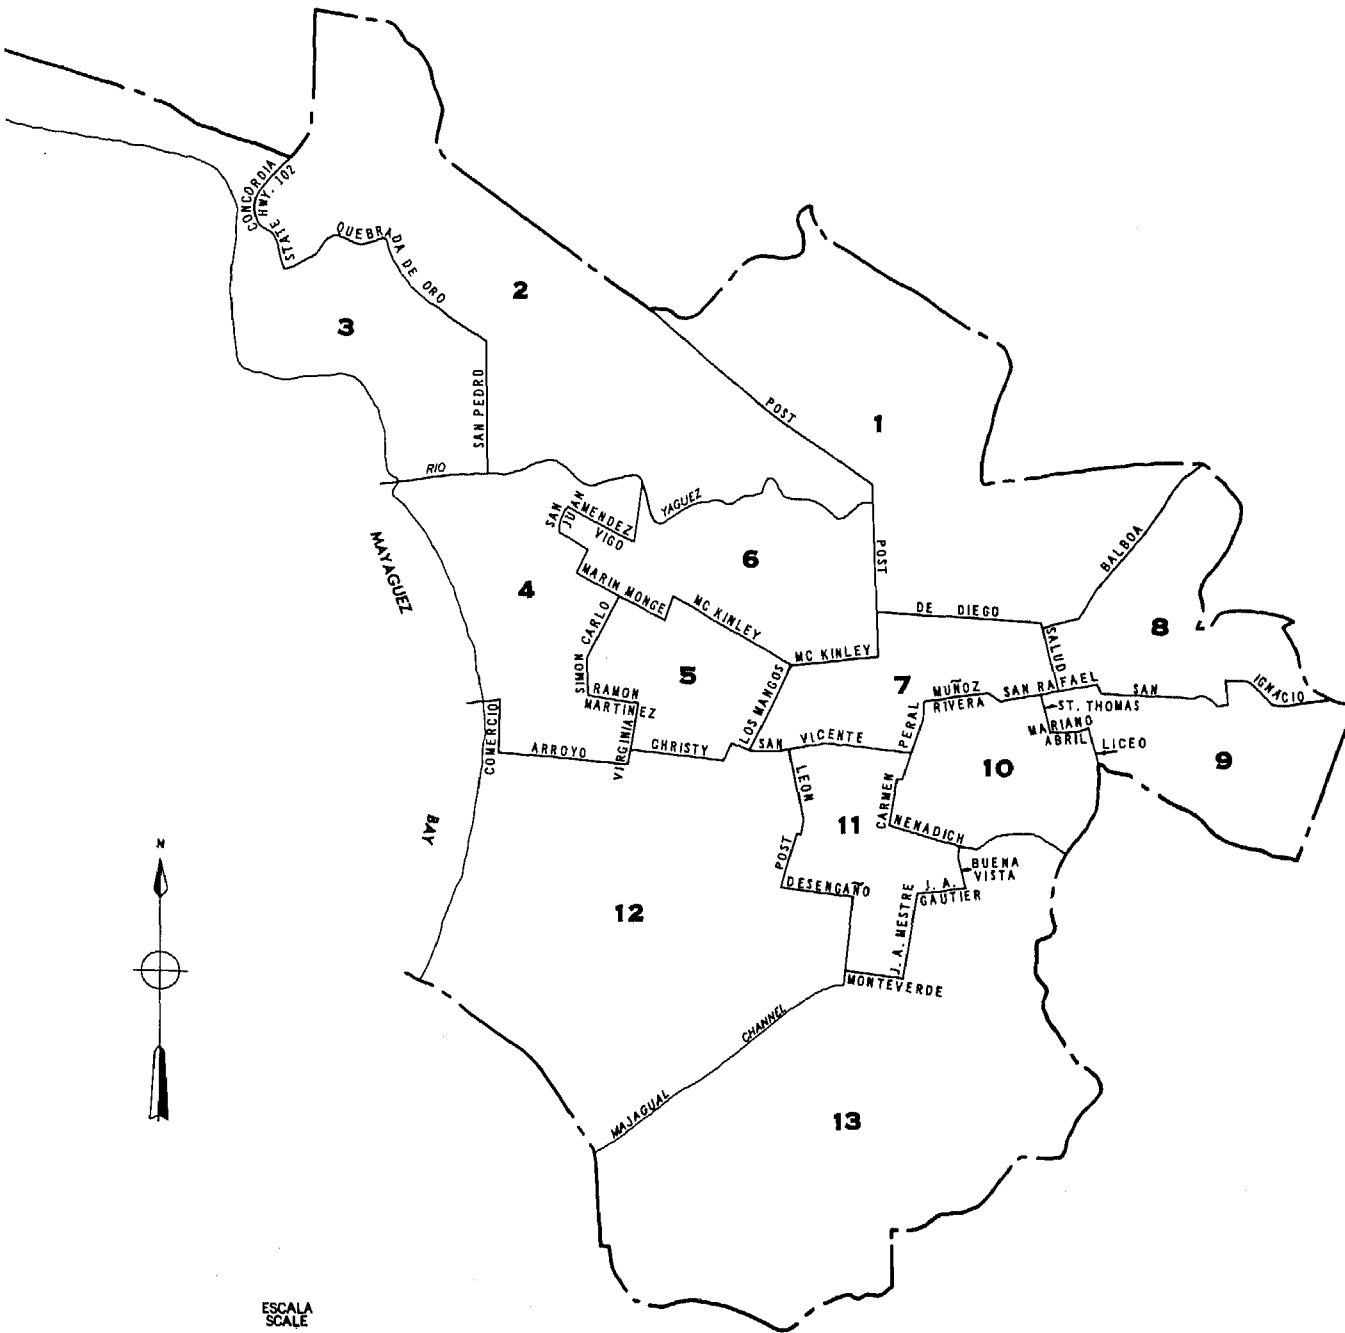 CONCORDIA
STATE HWY. 102
QUEBRADA DE ORO
2
3
SAN PEDRO
POST
1
RIO
YAGUEZ
SAN JUAN
MENDEZ
VIGO
POST
BALBOA
MAYAGUEZ
6
4
MARIN MONGE
MC KINLEY
DE DIEGO
SIMON CARLO
8
SALUD
MC KINLEY
5
LOS MANGOS
7
RAMON
MARTINEZ
MUÑOZ
RIVERA
SAN RAFAEL
SAN
IGNACIO
ST. THOMAS
COMERCIO
VIRGINIA
ARROYO
CHRISTY
SAN
VICENTE
PERAL
MARIANO
ABRIL
LICEO
9
10
LEON
CARMEN
BAY
11
NENADICH
POST
N
BUENA
VISTA
DESENGAÑO
J. A.
GAUTIER
J. A. MESTRE
12
MONTEVERDE
CHANNEL
MAJAGUAL
13
ESCALA
SCALE